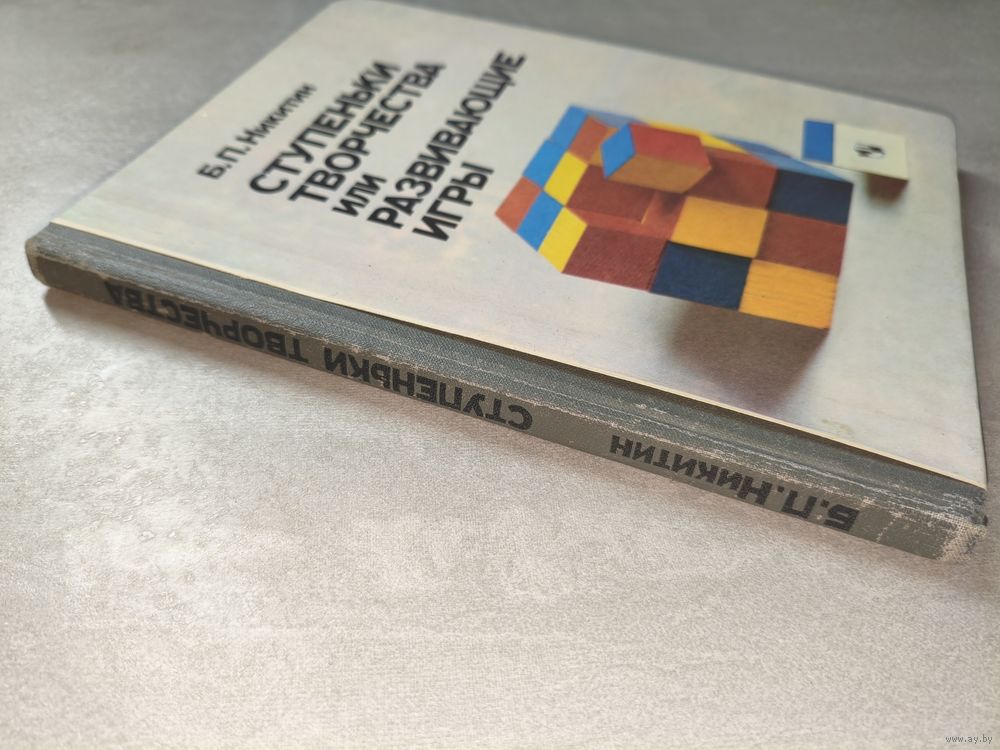 Б.П.Никитин
СТУПЕНЬКИ
ТВОРЧЕСТВА
ИЛИ
РАЗВИВАЮЩИЕ
ИГРЫ
Б.П.Никитин СТУПЕНЬКИ ТВОРЧЕСТВА
www.ay.by